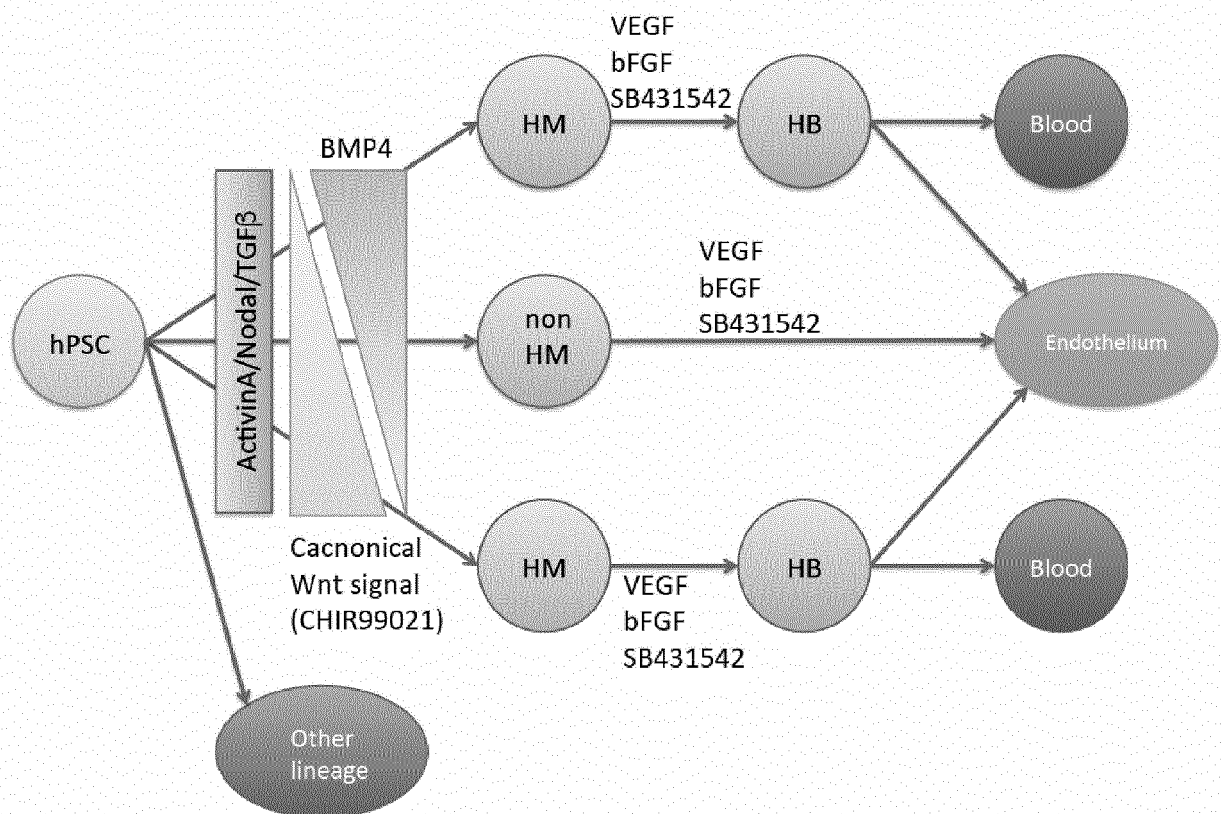 VEGF
bFGF
SB431542
HM
HB
Blood
BMP4
ActivinA/Nodal/TGFβ
hPSC
non
HM
VEGF
bFGF
SB431542
Endothelium
Cacnonical
Wnt signal
(CHIR99021)
HM
VEGF
bFGF
SB431542
HB
Blood
Other
lineage